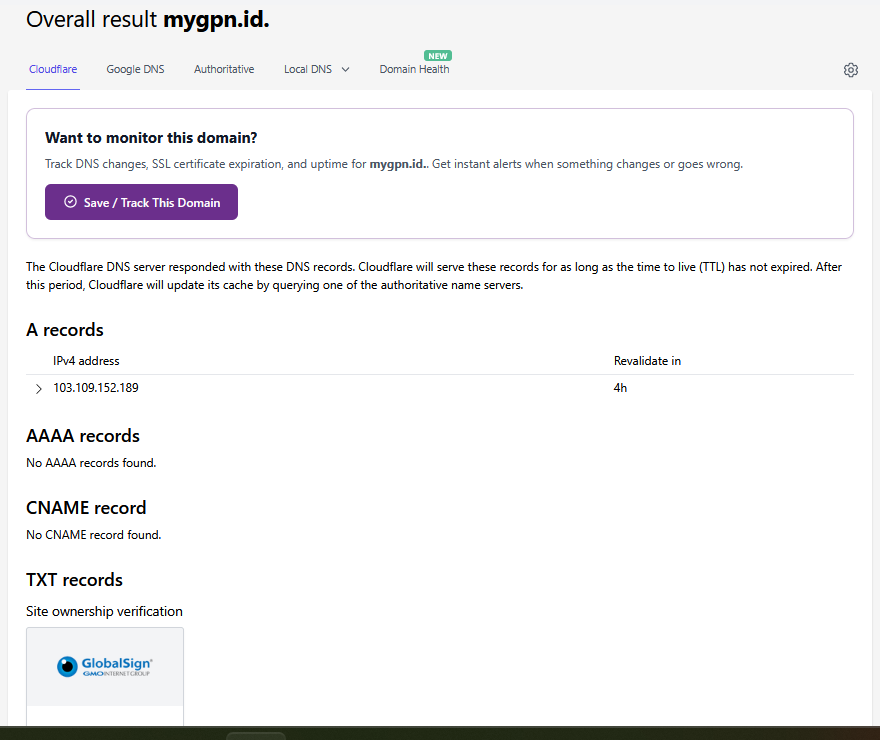 Overall result mygpn.id.
NEW
Cloudflare Google DNS Authoritative Local DNS Domain Health
Want to monitor this domain?
Track DNS changes, SSL certificate expiration, and uptime for mygpn.id.. Get instant alerts when something changes or goes wrong.
Save / Track This Domain
The Cloudflare DNS server responded with these DNS records. Cloudflare will serve these records for as long as the time to live (TTL) has not expired. After
this period, Cloudflare will update its cache by querying one of the authoritative name servers.
A records
IPv4 address Revalidate in
103.109.152.189 4h
AAAA records
No AAAA records found.
CNAME record
No CNAME record found.
TXT records
Site ownership verification
GlobalSign
GMO INTERNET GROUP